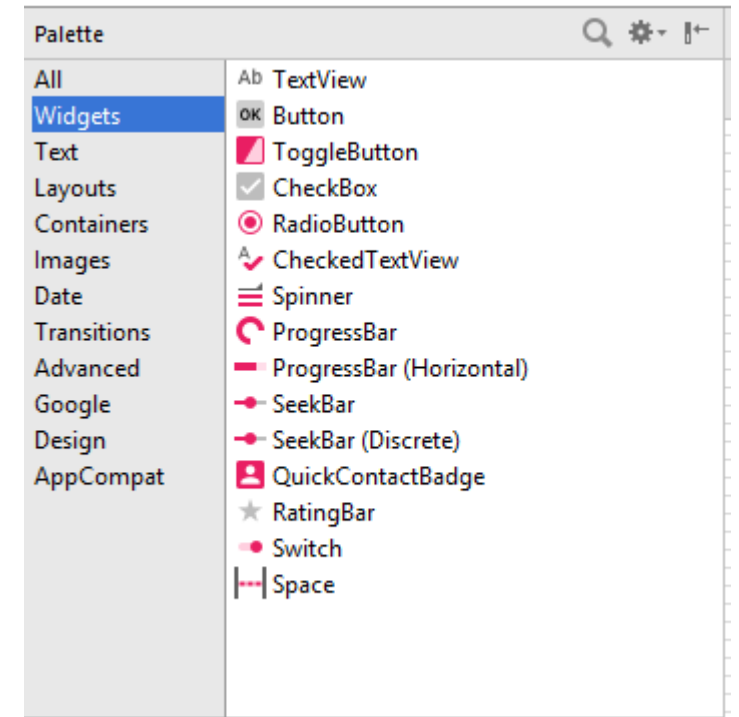 Palette
All
Widgets
Text
Layouts
Containers
Images
Date
Transitions
Advanced
Google
Design
AppCompat
Ab TextView
OK Button
ToggleButton
CheckBox
RadioButton
A CheckedTextView
Spinner
ProgressBar
ProgressBar (Horizontal)
SeekBar
SeekBar (Discrete)
QuickContactBadge
RatingBar
Switch
Space